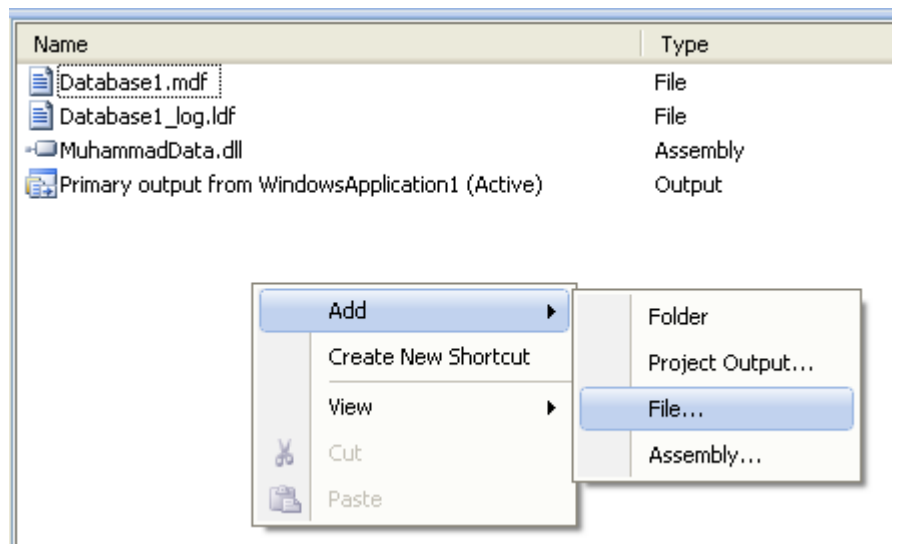 Name Type
Database1.mdf File
Database1_log.ldf File
MuhammadData.dll Assembly
Primary output from WindowsApplication1 (Active) Output
Add
Create New Shortcut
View
Cut
Paste
Folder
Project Output...
File...
Assembly...